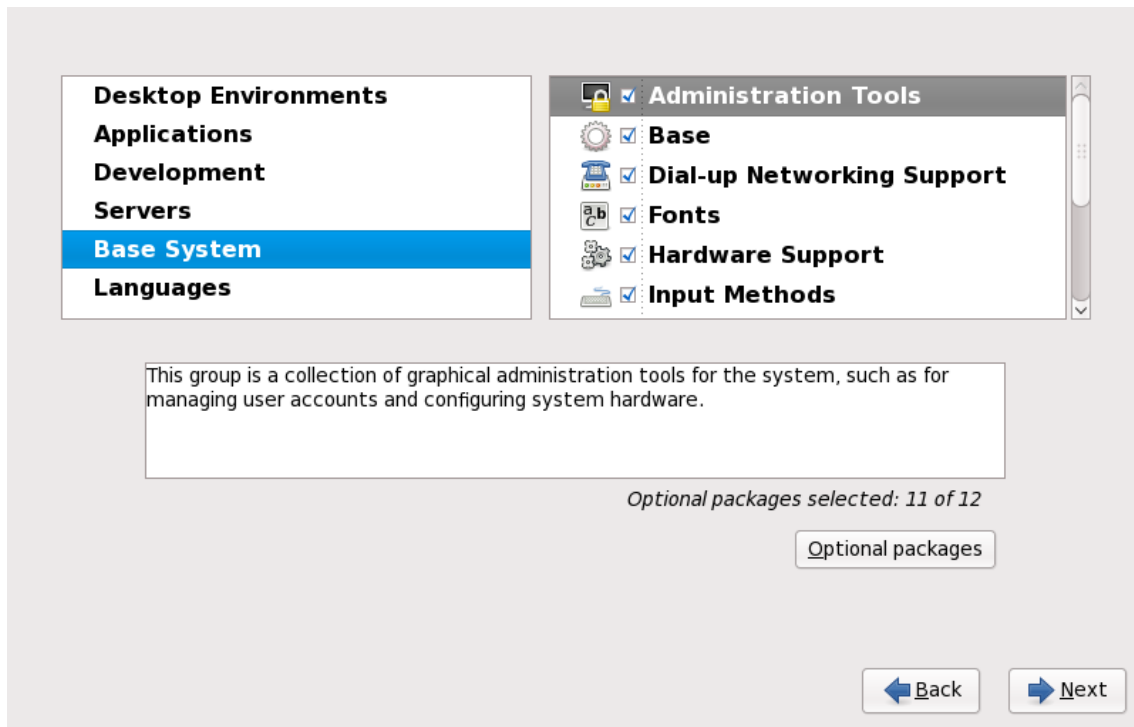 Desktop Environments
Applications
Development
Servers
Base System
Languages
Administration Tools
Base
Dial-up Networking Support
Fonts
Hardware Support
Input Methods
This group is a collection of graphical administration tools for the system, such as for
managing user accounts and configuring system hardware.
Optional packages selected: 11 of 12
Optional packages
Back
Next